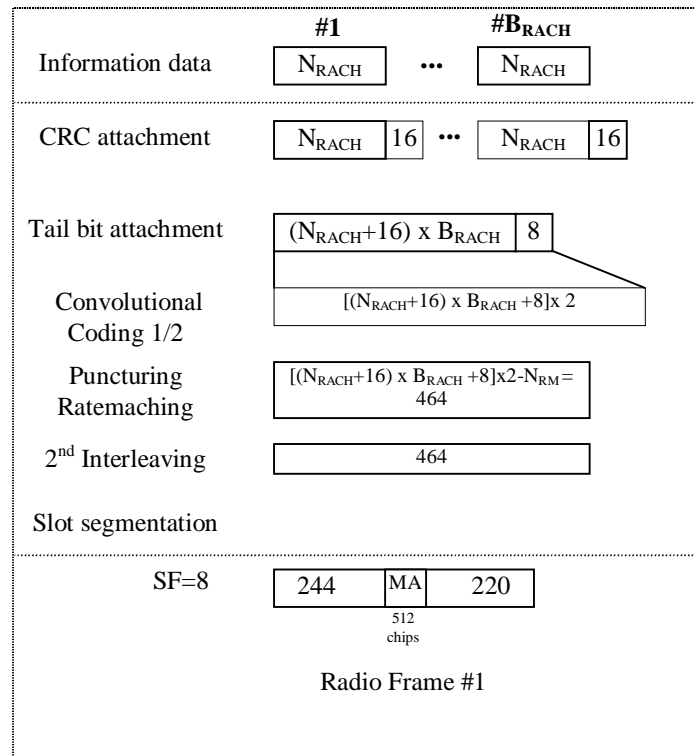 #1 #B_RACH
Information data N_RACH ••• N_RACH
CRC attachment N_RACH 16 ••• N_RACH 16
Tail bit attachment (N_RACH+16) x B_RACH 8
Convolutional
Coding 1/2
[(N_RACH+16) x B_RACH +8]x 2
Puncturing
Ratemaching
[(N_RACH+16) x B_RACH +8]x2-N_RM=
464
2nd Interleaving 464
Slot segmentation
SF=8 244 MA 220
512
chips
Radio Frame #1